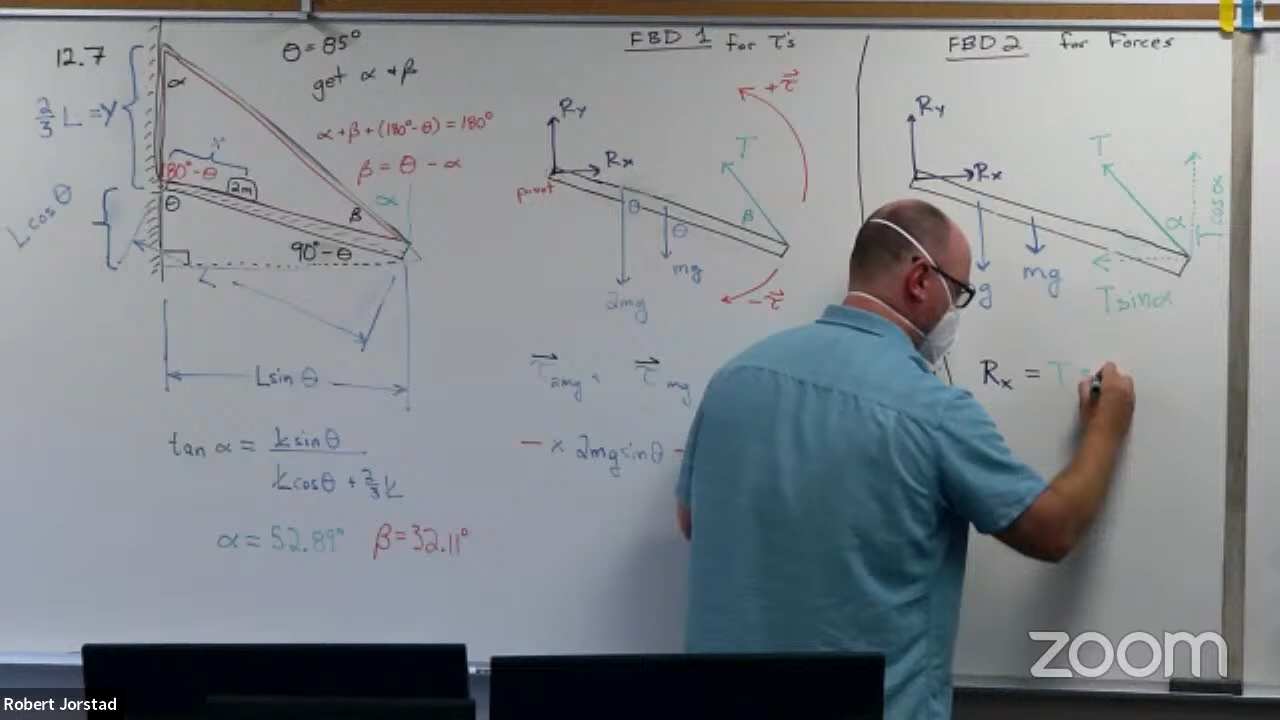 12.7
θ = 85°
get α & β
2/3 L = Y
α
α + β + (180° - θ) = 180°
β = θ - α
180° - θ
2m
θ
β
α
L cos θ
90° - θ
L
L sin θ
tan α = L sin θ / L cos θ + 2/3 L
α = 52.89° β = 32.11°
FBD 1 for τ's
Ry
Rx
pivot
+τ
T
θ
θ
β
mg
2mg
-τ
τ2mg, τmg
- x 2mg sin θ -
FBD 2 for Forces
Ry
Rx
T
α
T cos α
g
mg
T sin α
Rx = T
zoom
Robert Jorstad